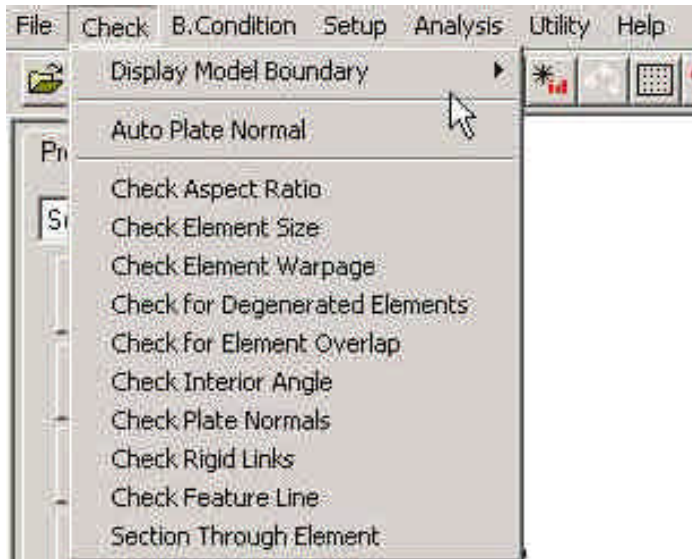 File Check B.Condition Setup Analysis Utility Help
Display Model Boundary
Auto Plate Normal
Check Aspect Ratio
Check Element Size
Check Element Warpage
Check for Degenerated Elements
Check for Element Overlap
Check Interior Angle
Check Plate Normals
Check Rigid Links
Check Feature Line
Section Through Element